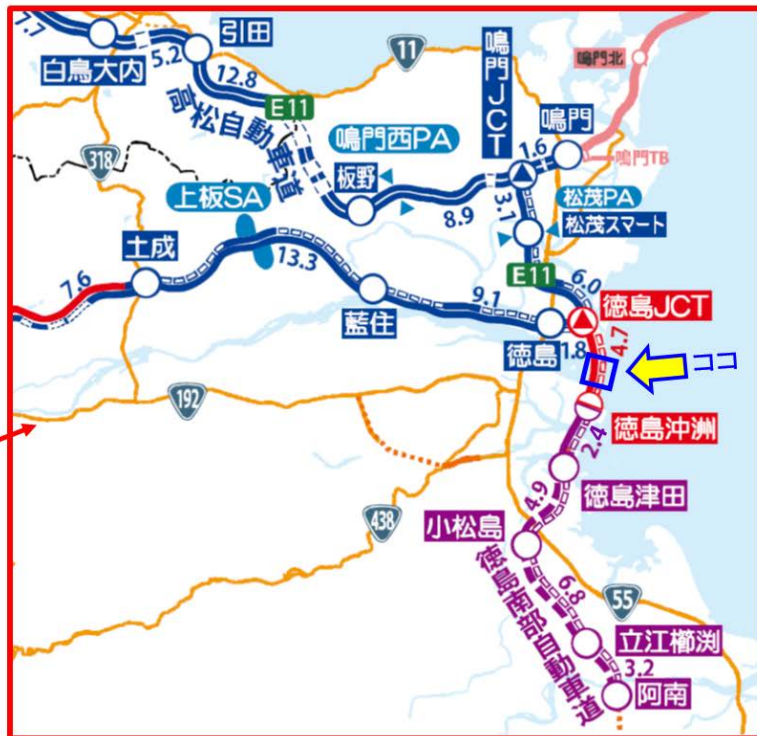 7.7
白鳥大内
5.2
引田
12.8
高松自動車道
E11
11
鳴門JCT
鳴門
鳴門北
鳴門TB
1.6
鳴門西PA
板野
8.9
3.1
松茂PA
松茂スマート
318
上板SA
土成
7.6
13.3
藍住
9.1
E11
6.0
徳島JCT
徳島
1.8
4.7
ココ
192
徳島沖洲
2.4
徳島津田
4.9
438
小松島
徳島南部自動車道
6.8
55
立江櫛渕
3.2
阿南